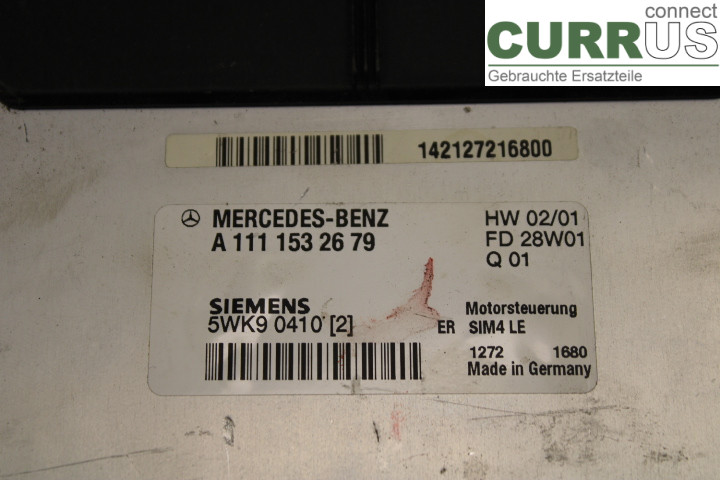 connect
CURRUS
Gebrauchte Ersatzteile
142127216800
MERCEDES-BENZ
A 111 153 26 79
HW 02/01
FD 28W01
Q 01
SIEMENS
5WK9 0410 [2]
Motorsteuerung
ER SIM4 LE
1272 1680
Made in Germany